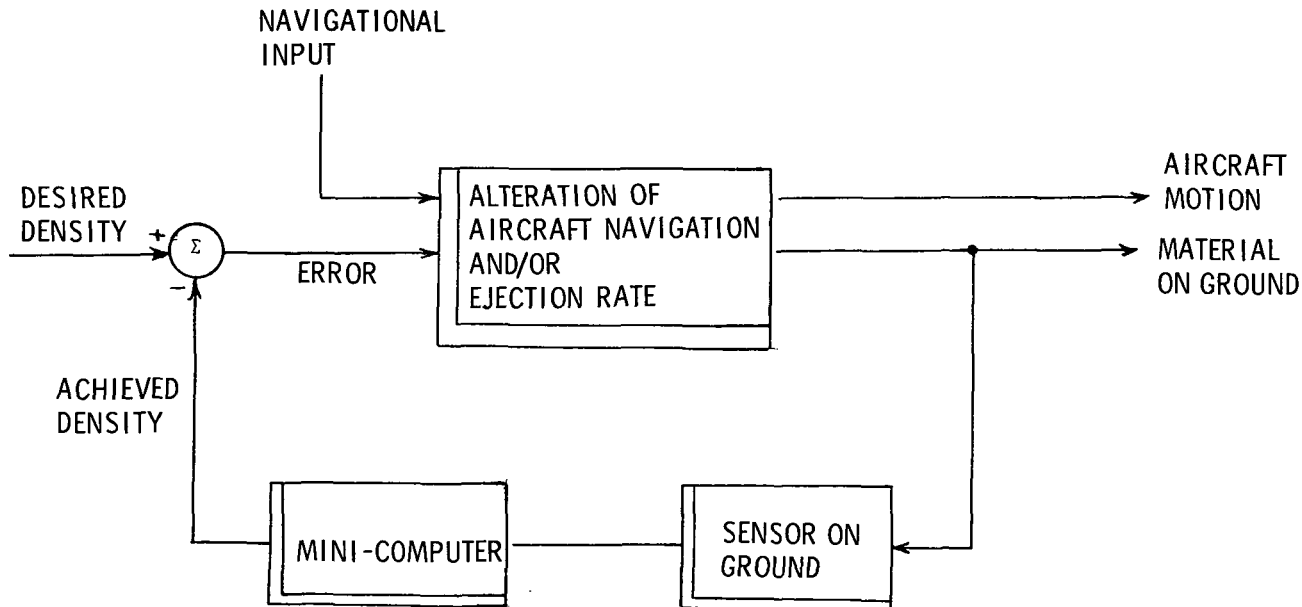 NAVIGATIONAL
INPUT
DESIRED
DENSITY
+
Σ
-
ERROR
ALTERATION OF
AIRCRAFT NAVIGATION
AND/OR
EJECTION RATE
AIRCRAFT
MOTION
MATERIAL
ON GROUND
ACHIEVED
DENSITY
MINI-COMPUTER
SENSOR ON
GROUND